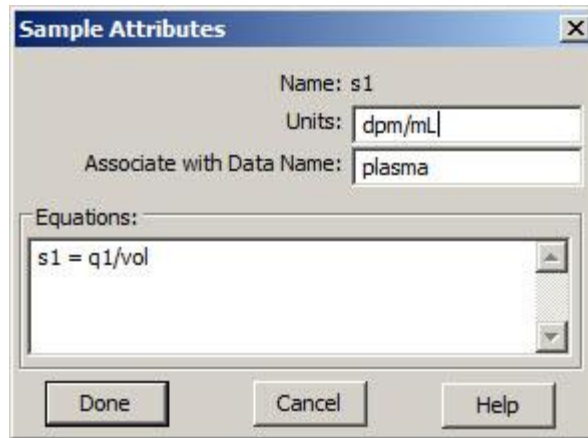 Sample Attributes
Name: s1
Units: dpm/mL
Associate with Data Name: plasma
Equations:
s1 = q1/vol
Done Cancel Help